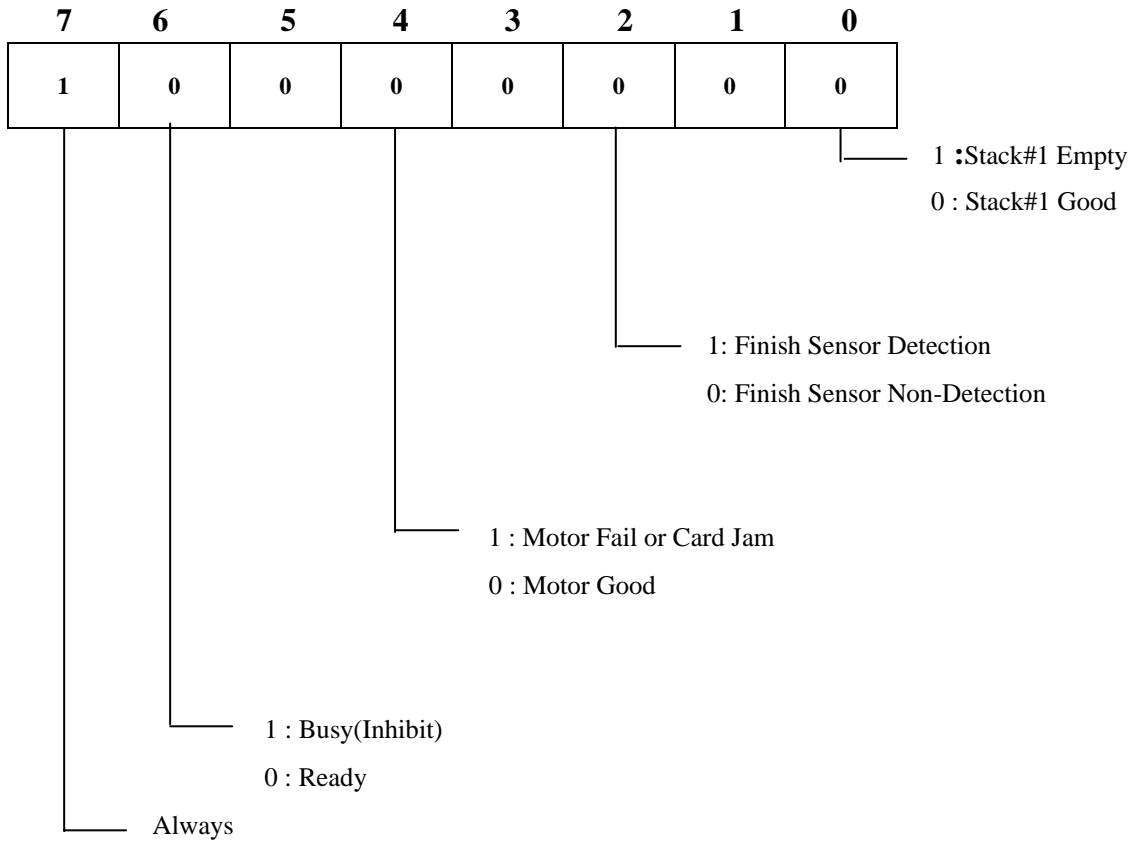 7 6 5 4 3 2 1 0
1 0 0 0 0 0 0 0
1 :Stack#1 Empty
0 : Stack#1 Good
1: Finish Sensor Detection
0: Finish Sensor Non-Detection
1 : Motor Fail or Card Jam
0 : Motor Good
1 : Busy(Inhibit)
0 : Ready
Always